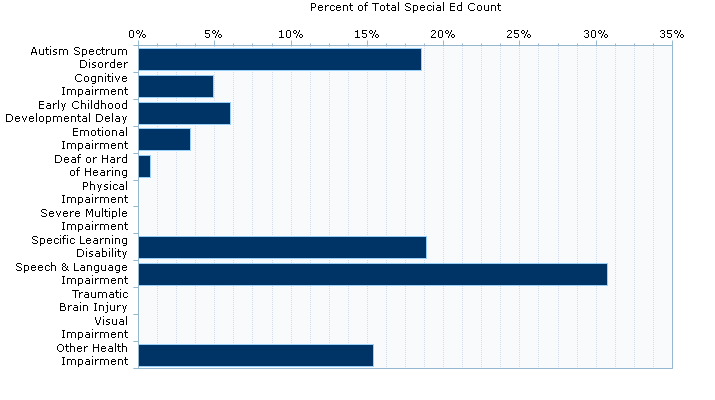 Percent of Total Special Ed Count
0% 5% 10% 15% 20% 25% 30% 35%
Autism Spectrum
Disorder
Cognitive
Impairment
Early Childhood
Developmental Delay
Emotional
Impairment
Deaf or Hard
of Hearing
Physical
Impairment
Severe Multiple
Impairment
Specific Learning
Disability
Speech & Language
Impairment
Traumatic
Brain Injury
Visual
Impairment
Other Health
Impairment